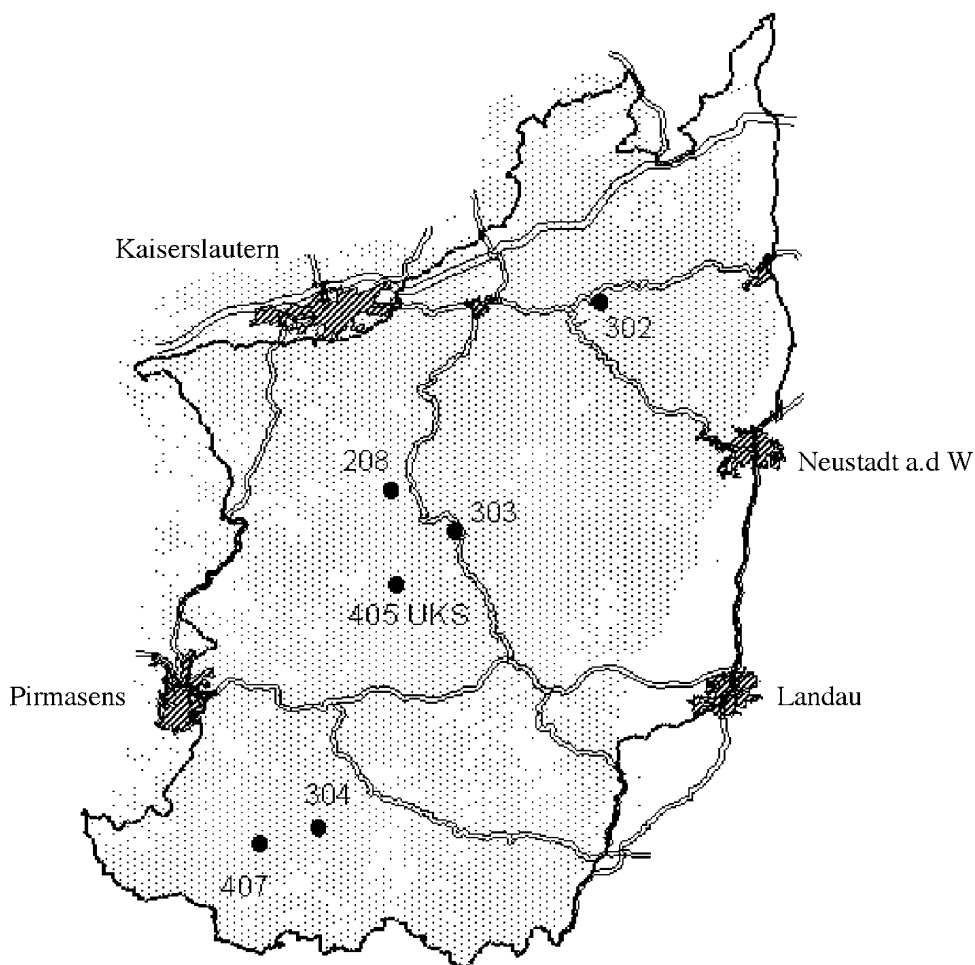 Kaiserslautern
302
208
Neustadt a.d W
303
405 UKS
Pirmasens
Landau
304
407